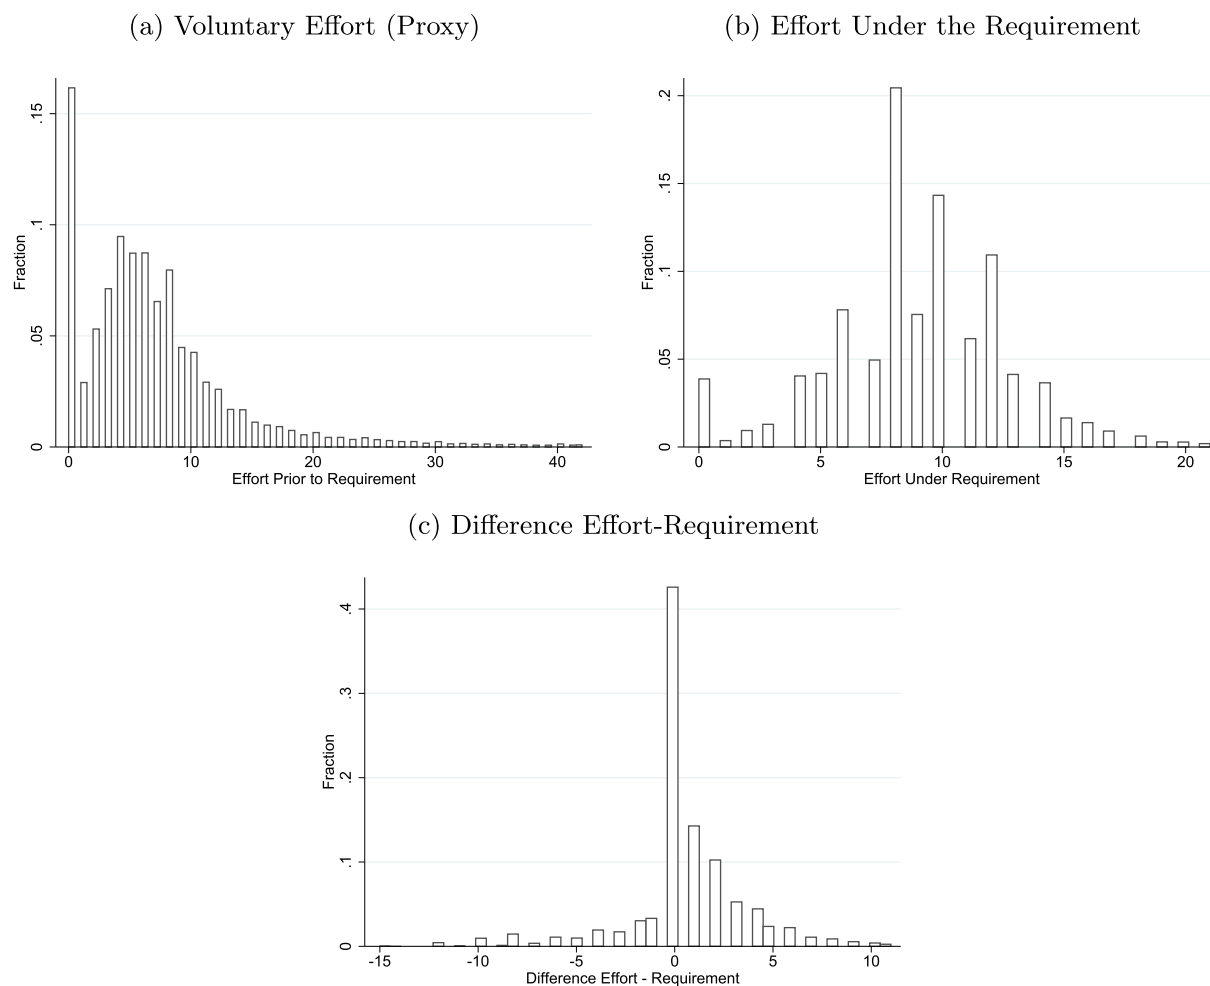 (a) Voluntary Effort (Proxy)
.15
.1
.05
0
Fraction
0 10 20 30 40
Effort Prior to Requirement
(b) Effort Under the Requirement
.2
.15
.1
.05
0
Fraction
0 5 10 15 20
Effort Under Requirement
(c) Difference Effort-Requirement
.4
.3
.2
.1
0
Fraction
-15 -10 -5 0 5 10
Difference Effort - Requirement